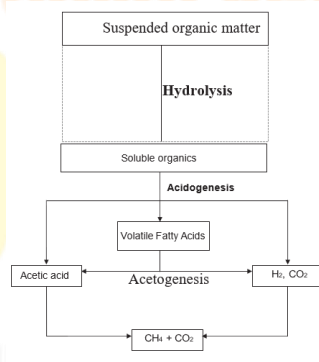 Suspended organic matter
Hydrolysis
Soluble organics
Acidogenesis
Volatile Fatty Acids
Acetic acid
Acetogenesis
H₂, CO₂
CH₄ + CO₂